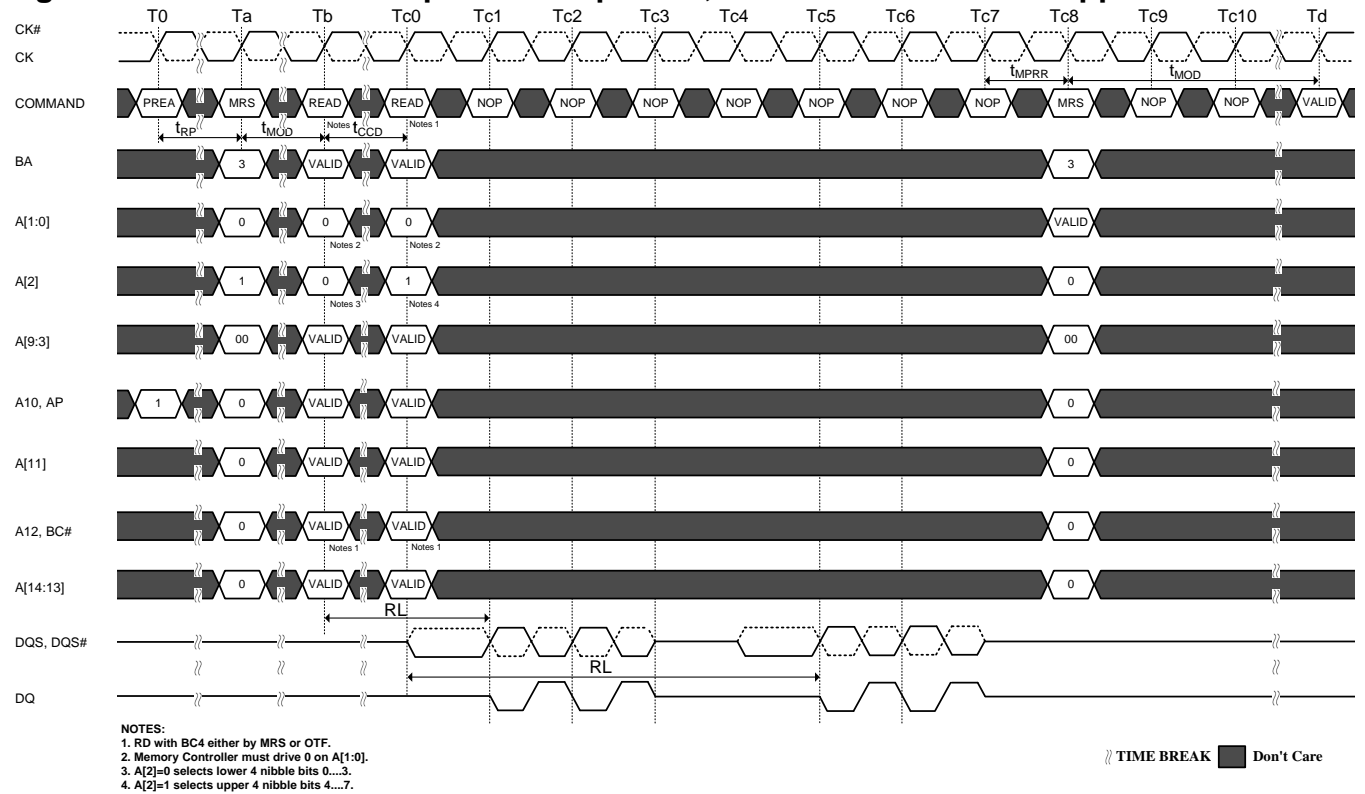 T0 Ta Tb Tc0 Tc1 Tc2 Tc3 Tc4 Tc5 Tc6 Tc7 Tc8 Tc9 Tc10 Td
CK#
CK
tMPRR tMOD
COMMAND PREA MRS READ READ NOP NOP NOP NOP NOP NOP NOP MRS NOP NOP VALID
Notes 1 Notes 1
tRP tMOD tCCD
BA 3 VALID VALID 3
A[1:0] 0 0 0 VALID
Notes 2 Notes 2
A[2] 1 0 1 0
Notes 3 Notes 4
A[9:3] 00 VALID VALID 00
A10, AP 1 0 VALID VALID 0
A[11] 0 VALID VALID 0
A12, BC# 0 VALID VALID 0
Notes 1 Notes 1
A[14:13] 0 VALID VALID 0
RL
DQS, DQS#
RL
DQ
NOTES:
1. RD with BC4 either by MRS or OTF.
2. Memory Controller must drive 0 on A[1:0].
3. A[2]=0 selects lower 4 nibble bits 0....3.
4. A[2]=1 selects upper 4 nibble bits 4....7.
TIME BREAK Don't Care